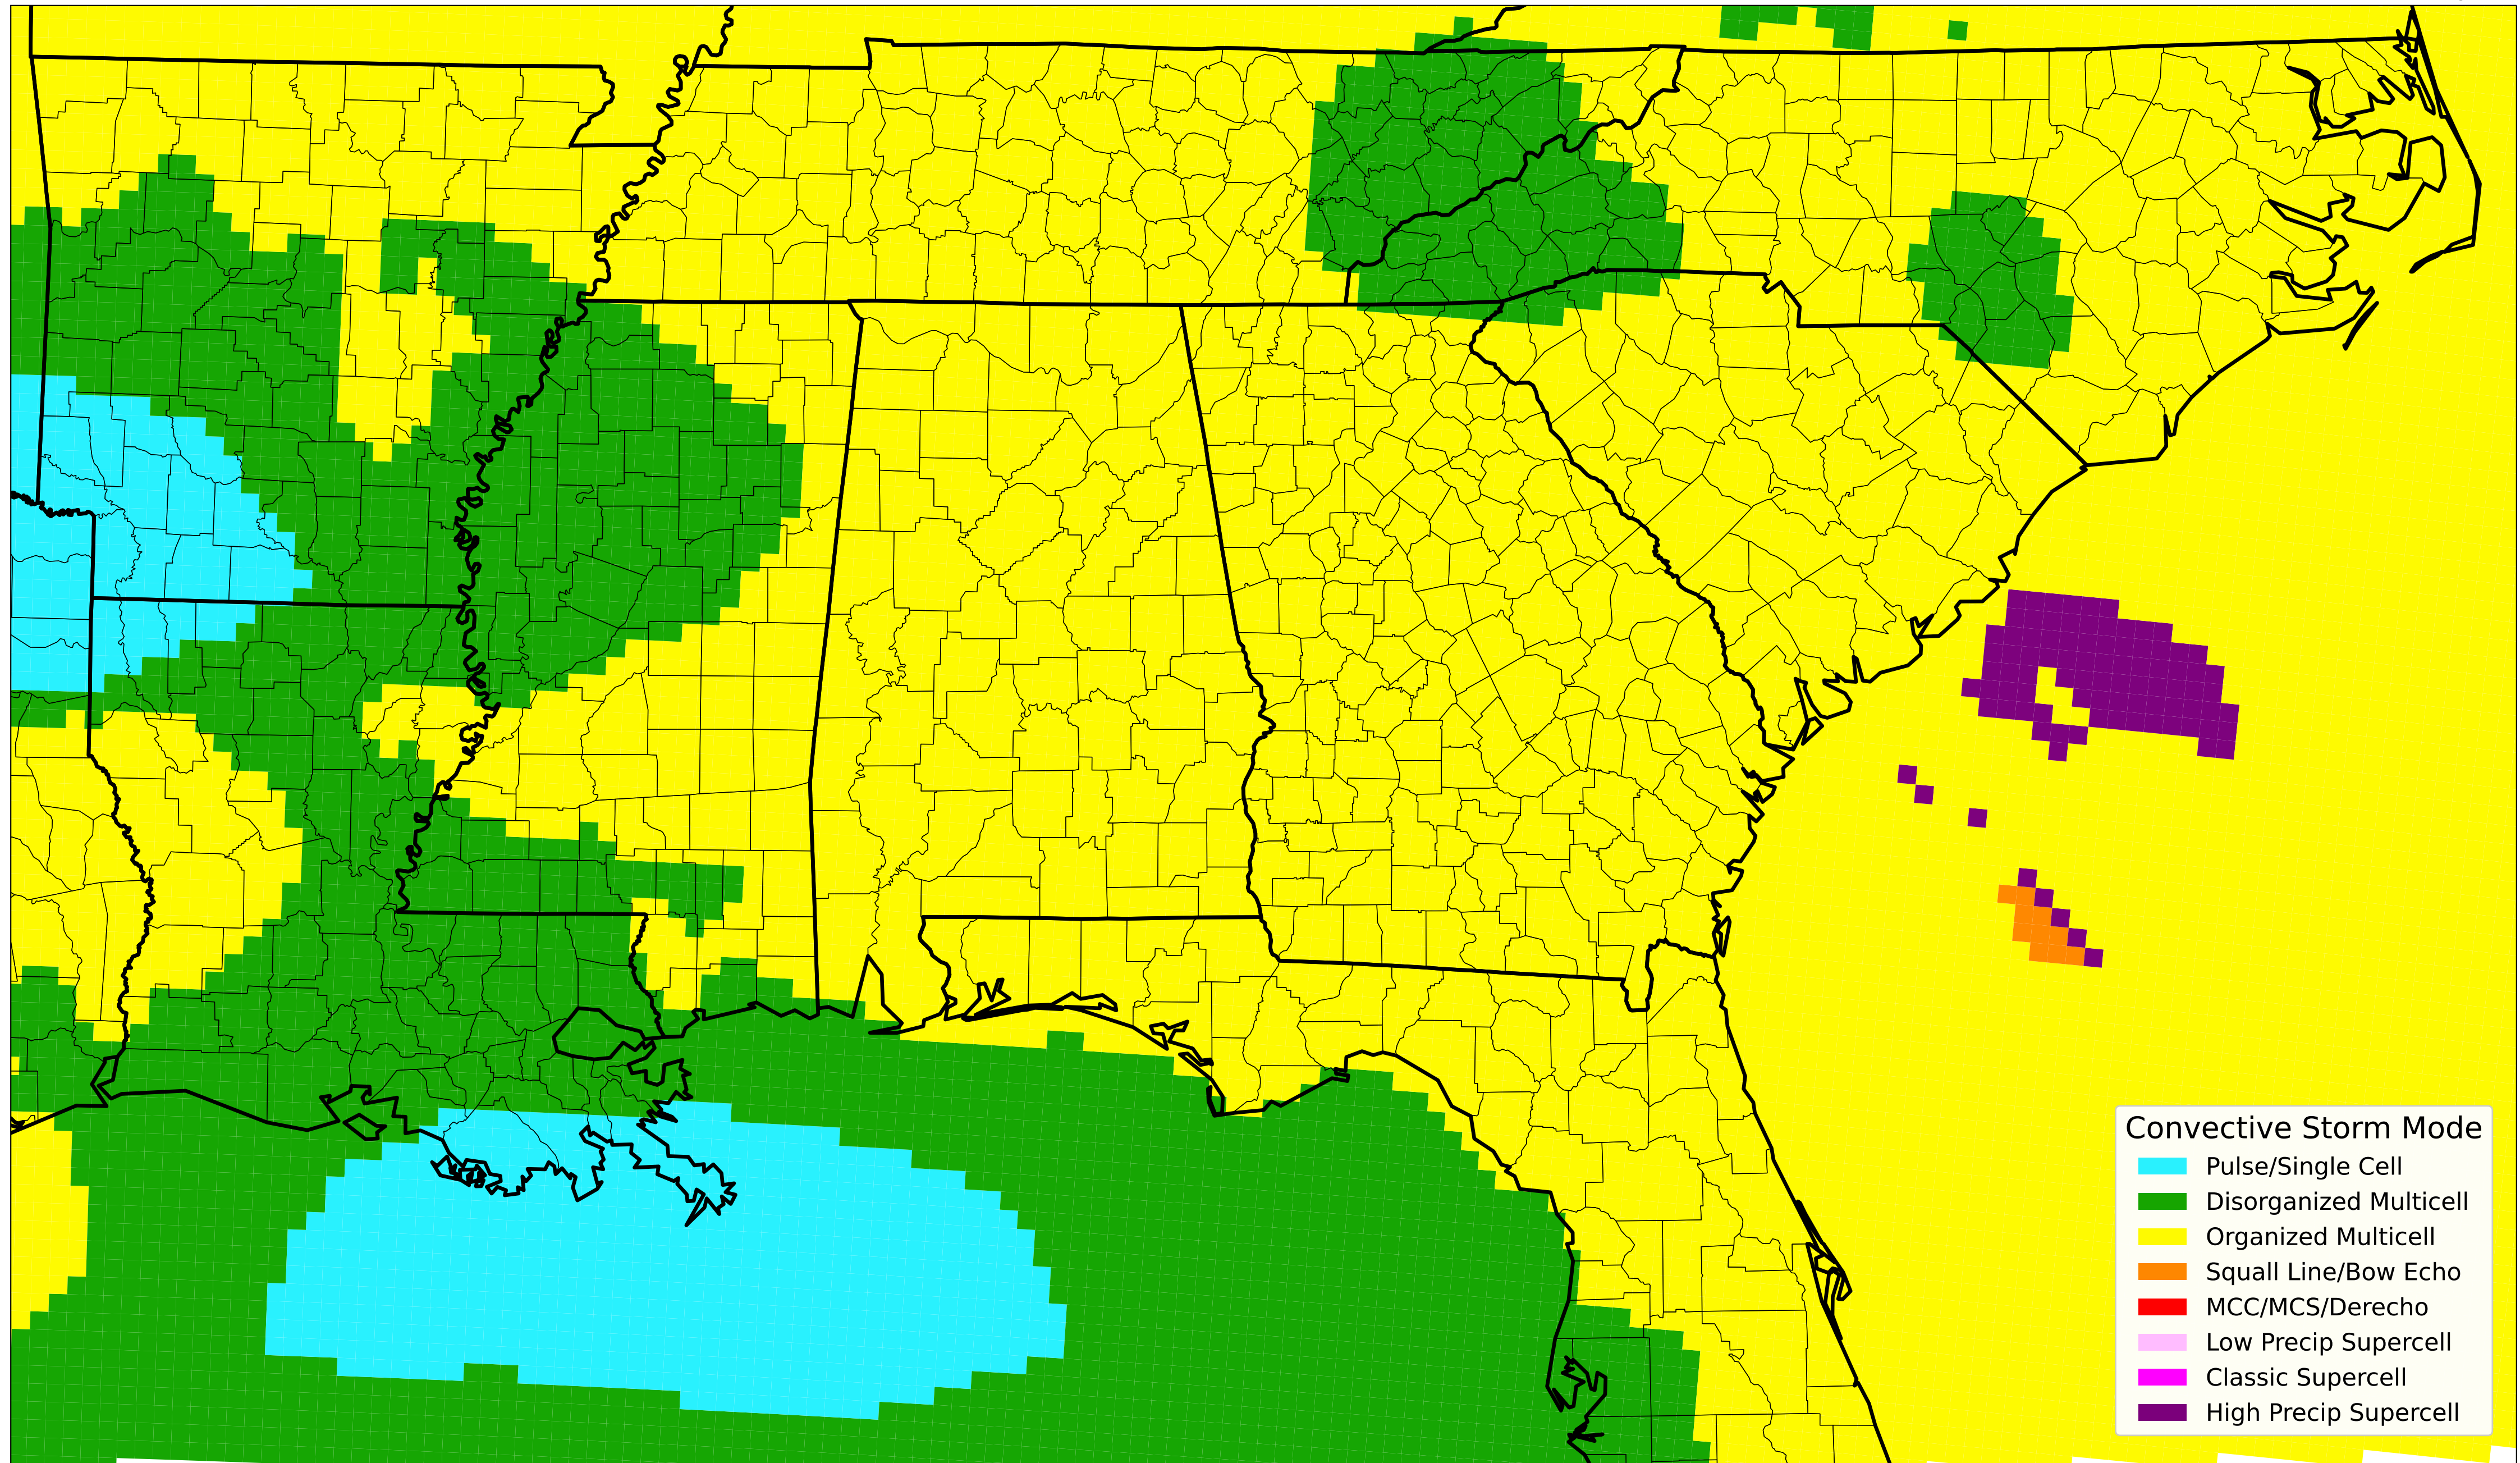 Convective Storm Mode
Pulse/Single Cell
Disorganized Multicell
Organized Multicell
Squall Line/Bow Echo
MCC/MCS/Derecho
Low Precip Supercell
Classic Supercell
High Precip Supercell